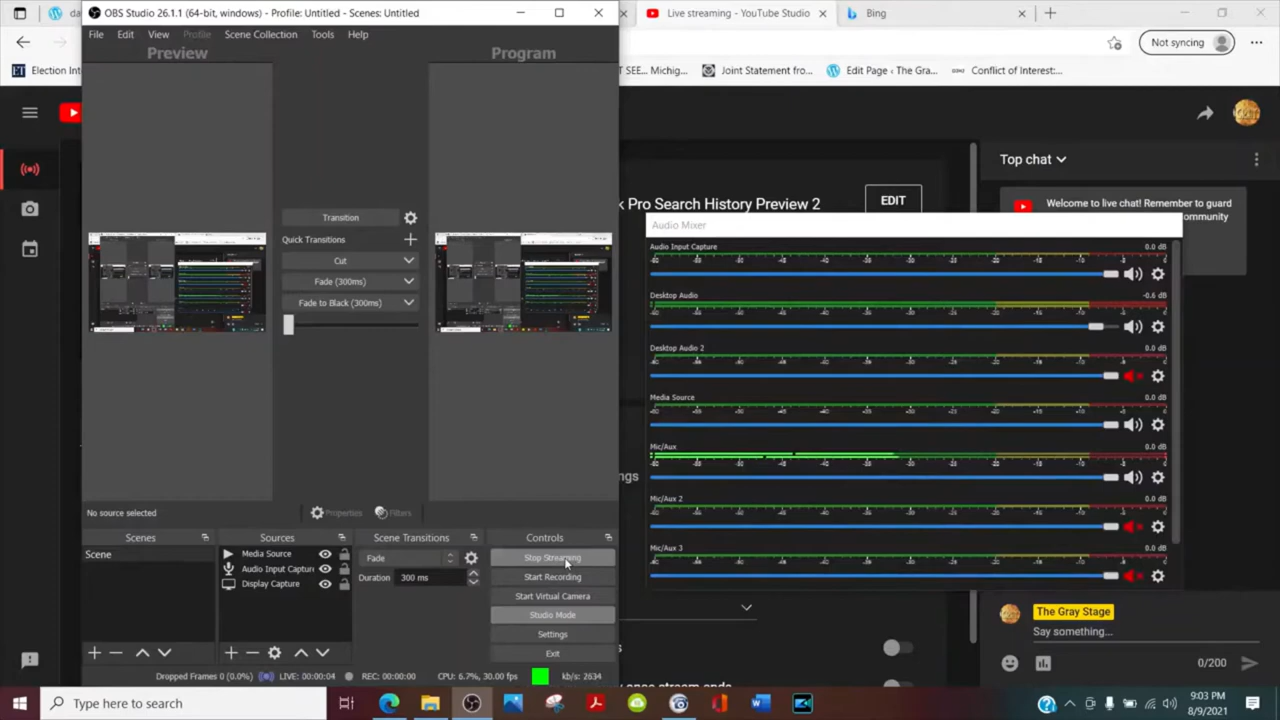 da
OBS Studio 26.1.1 (64-bit, windows) - Profile: Untitled - Scenes: Untitled
Live streaming - YouTube Studio
Bing
File Edit View Profile Scene Collection Tools Help
Not syncing
Preview
Program
Election Int
T SEE... Michig...
Joint Statement fro...
Edit Page ‹ The Gra...
Conflict of Interest:...
Top chat
k Pro Search History Preview 2
EDIT
Welcome to live chat! Remember to guard
ommunity
Transition
Quick Transitions
Cut
Fade (300ms)
Fade to Black (300ms)
Audio Mixer
Audio Input Capture 0.0 dB
Desktop Audio -0.6 dB
Desktop Audio 2 0.0 dB
Media Source 0.0 dB
Mic/Aux 0.0 dB
Mic/Aux 2 0.0 dB
Mic/Aux 3 0.0 dB
ngs
No source selected
Properties
Filters
Scenes
Sources
Scene Transitions
Controls
Scene
Media Source
Audio Input Capture
Display Capture
Fade
Duration 300 ms
Stop Streaming
Start Recording
Start Virtual Camera
Studio Mode
Settings
Exit
The Gray Stage
Say something...
0/200
Dropped Frames 0 (0.0%)
LIVE: 00:00:04
REC: 00:00:00
CPU: 6.7%, 30.00 fps
kb/s: 2634
Type here to search
9:03 PM
8/9/2021